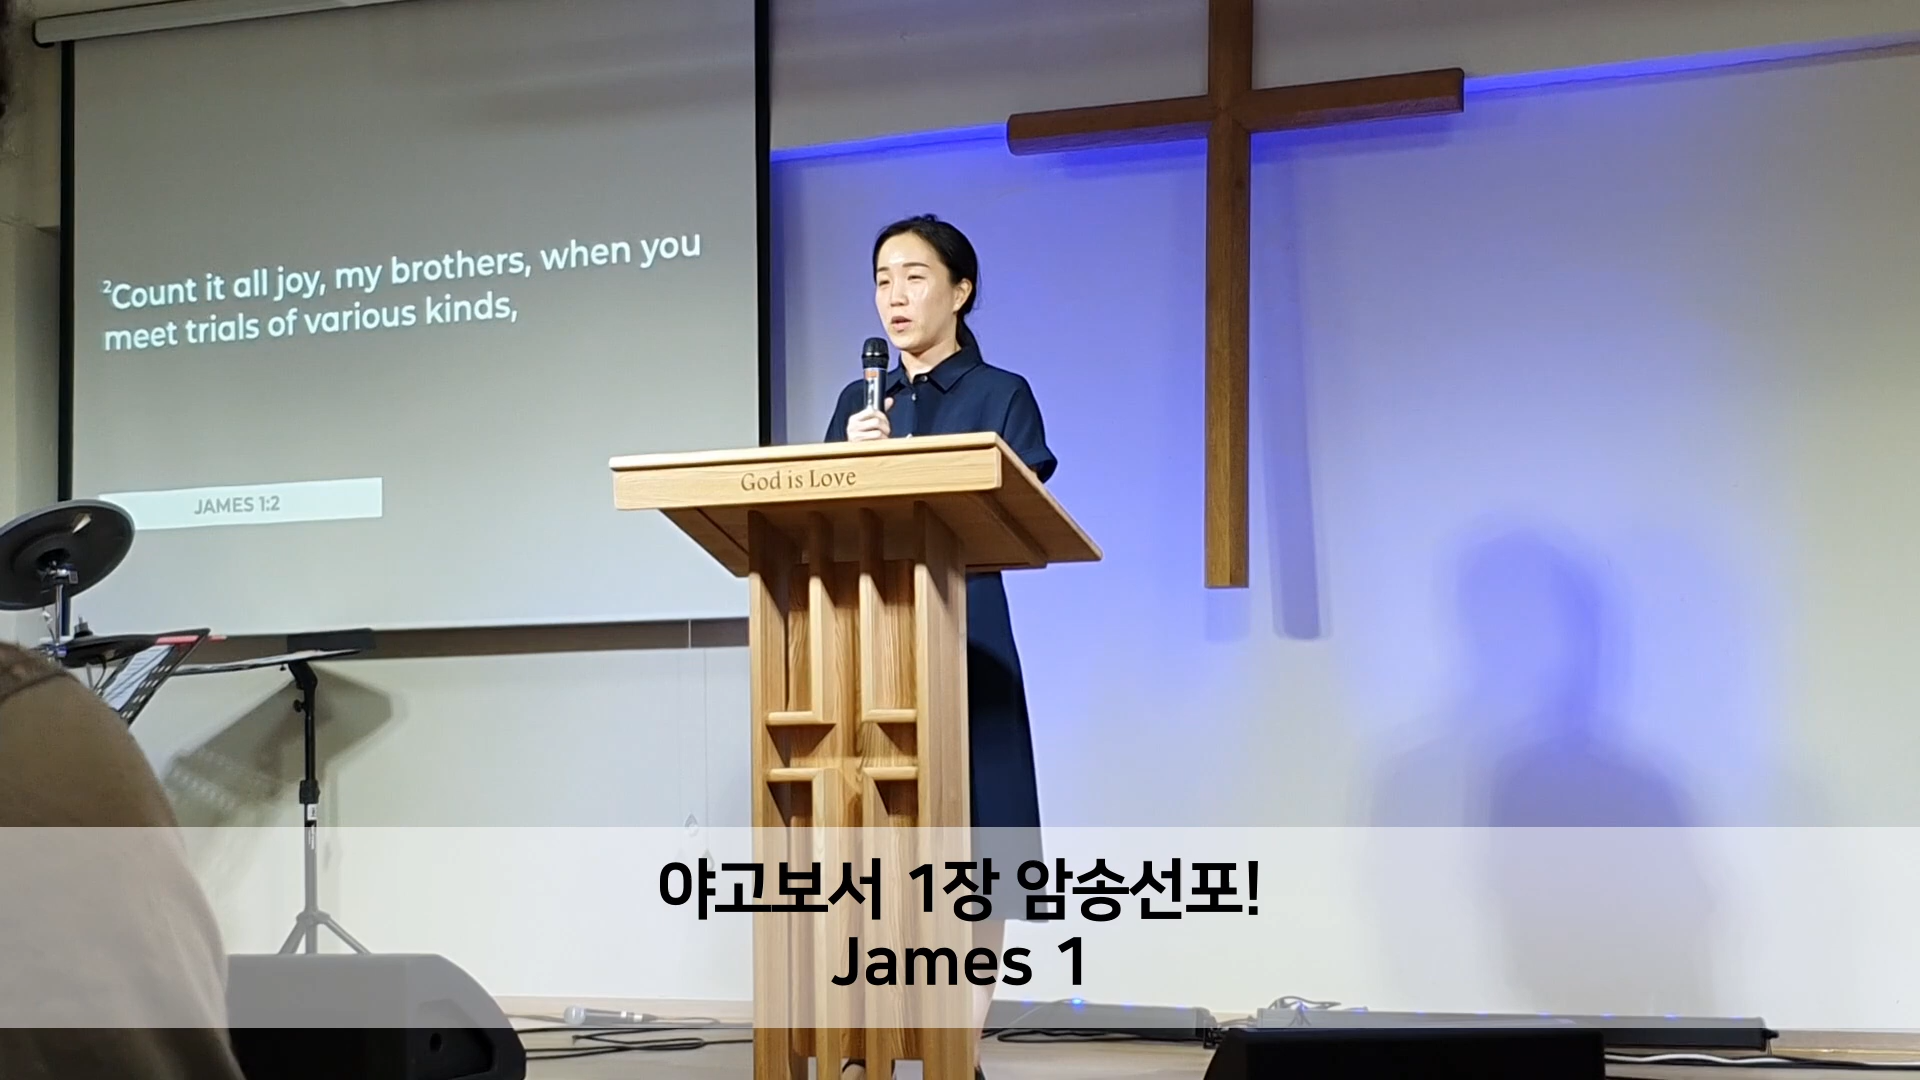 ²Count it all joy, my brothers, when you
meet trials of various kinds,
JAMES 1:2
God is Love
야고보서 1장 암송선포!
James 1